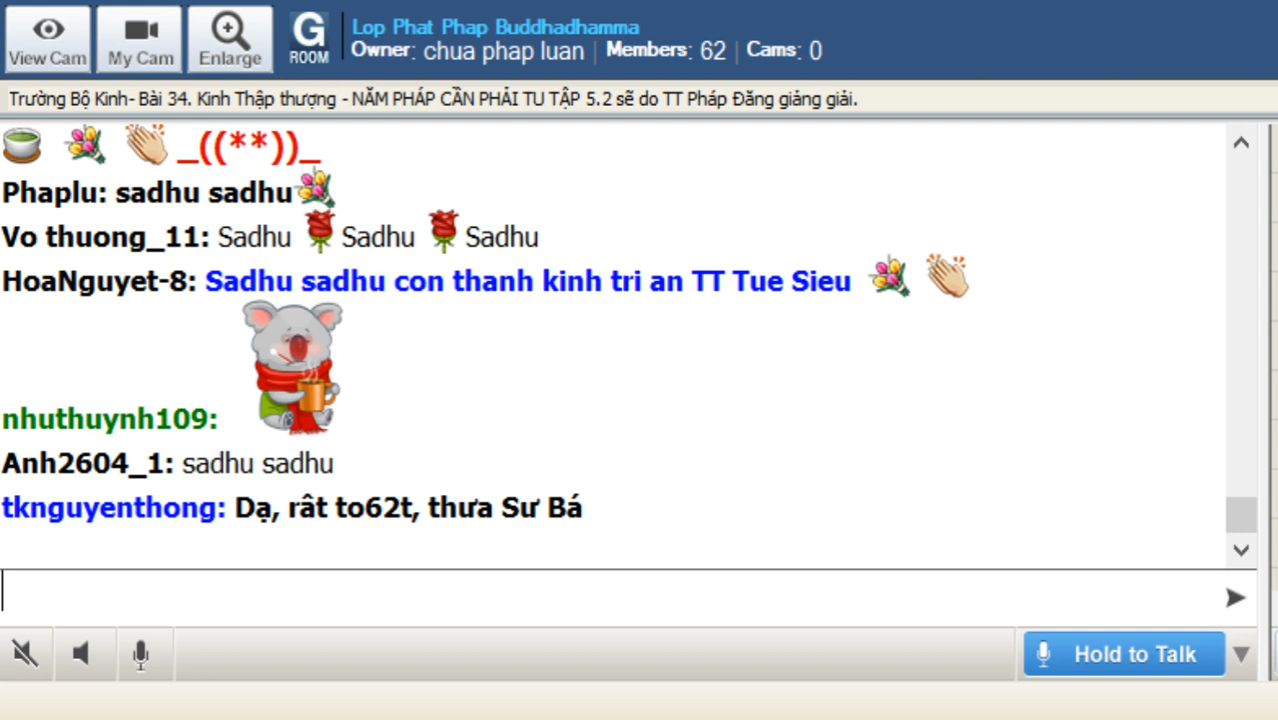 View Cam
My Cam
Enlarge
G
ROOM
Lop Phat Phap Buddhadhamma
Owner: chua phap luan | Members: 62 | Cams: 0
Trường Bộ Kinh- Bài 34. Kinh Thập thượng - NĂM PHÁP CẦN PHẢI TU TẬP 5.2 sẽ do TT Pháp Đăng giảng giải.
_((**))_
Phaplu: sadhu sadhu
Vo thuong_11: Sadhu Sadhu Sadhu
HoaNguyet-8: Sadhu sadhu con thanh kinh tri an TT Tue Sieu
nhuthuynh109:
Anh2604_1: sadhu sadhu
tknguyenthong: Dạ, rât to62t, thưa Sư Bá
Hold to Talk